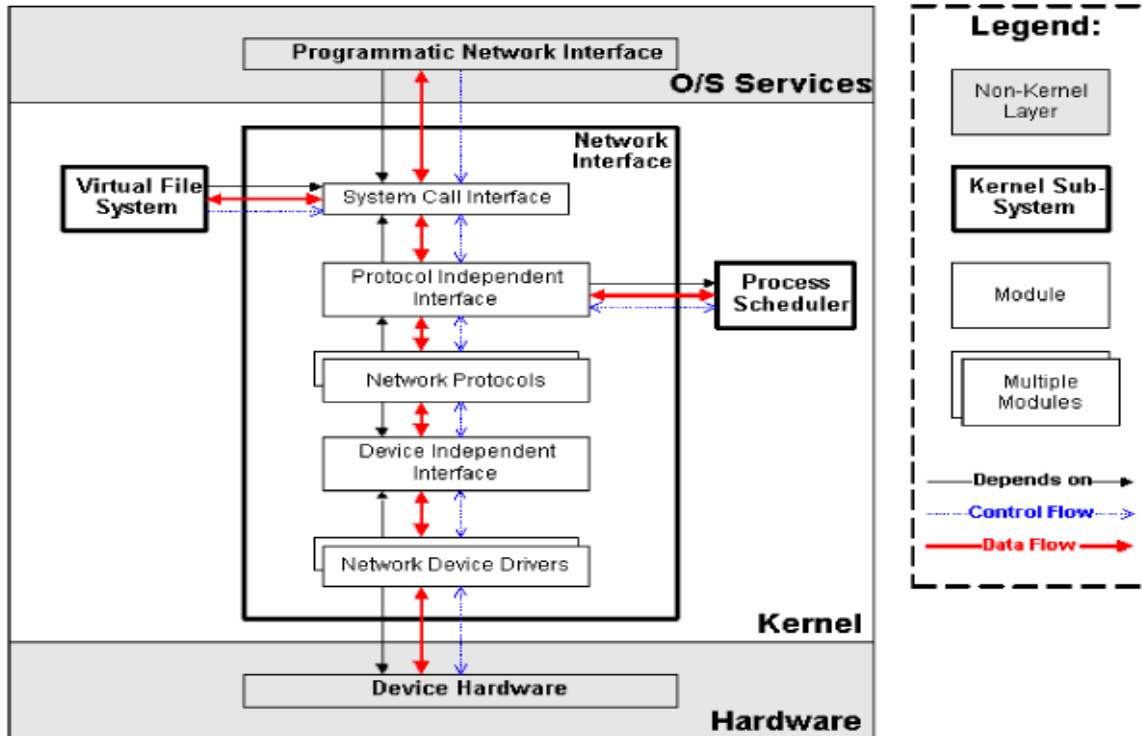 Programmatic Network Interface
O/S Services
Network
Interface
Virtual File
System
System Call Interface
Protocol Independent
Interface
Process
Scheduler
Network Protocols
Device Independent
Interface
Network Device Drivers
Kernel
Device Hardware
Hardware
Legend:
Non-Kernel
Layer
Kernel Sub-
System
Module
Multiple
Modules
Depends on
Control Flow
Data Flow